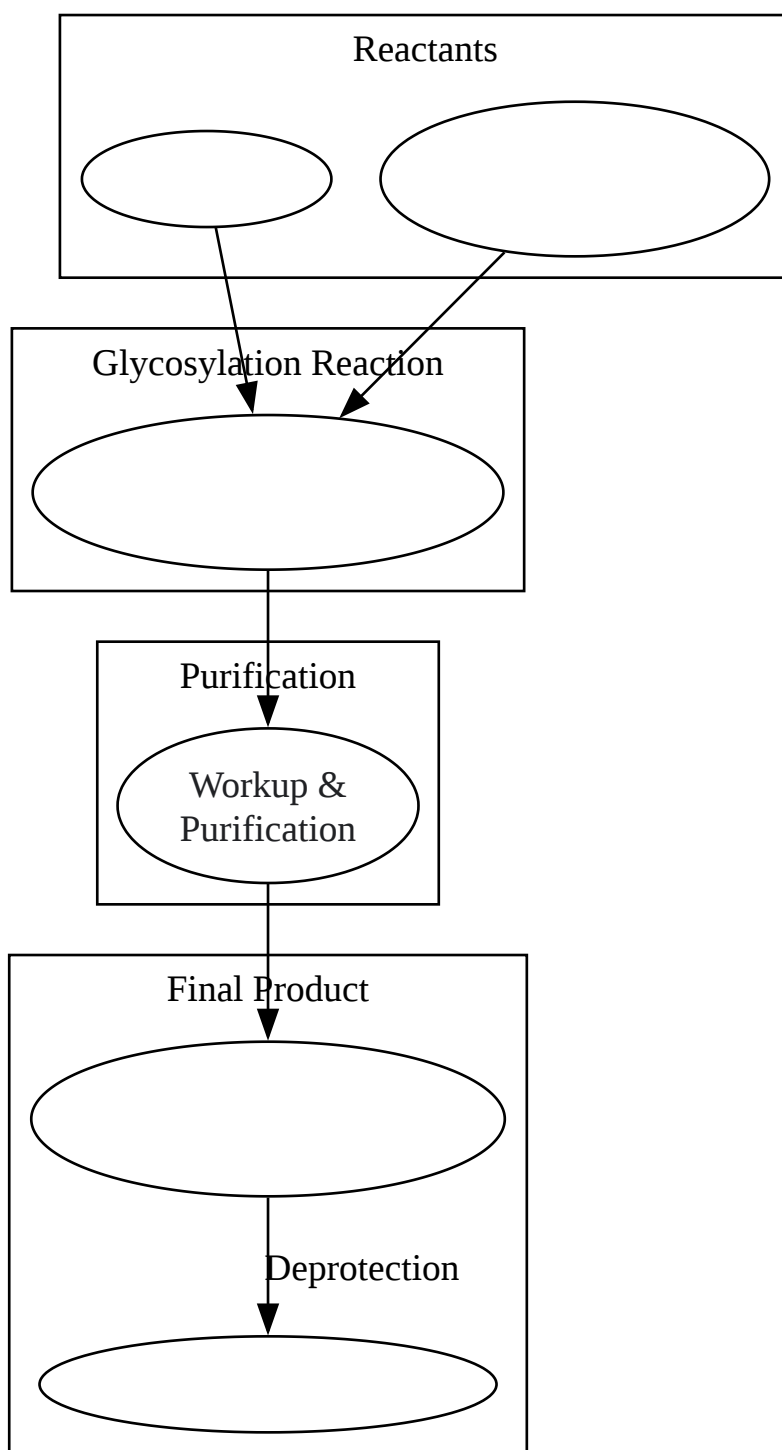 Reactants
Glycosylation Reaction
Purification
Workup &
Purification
Final Product
Deprotection